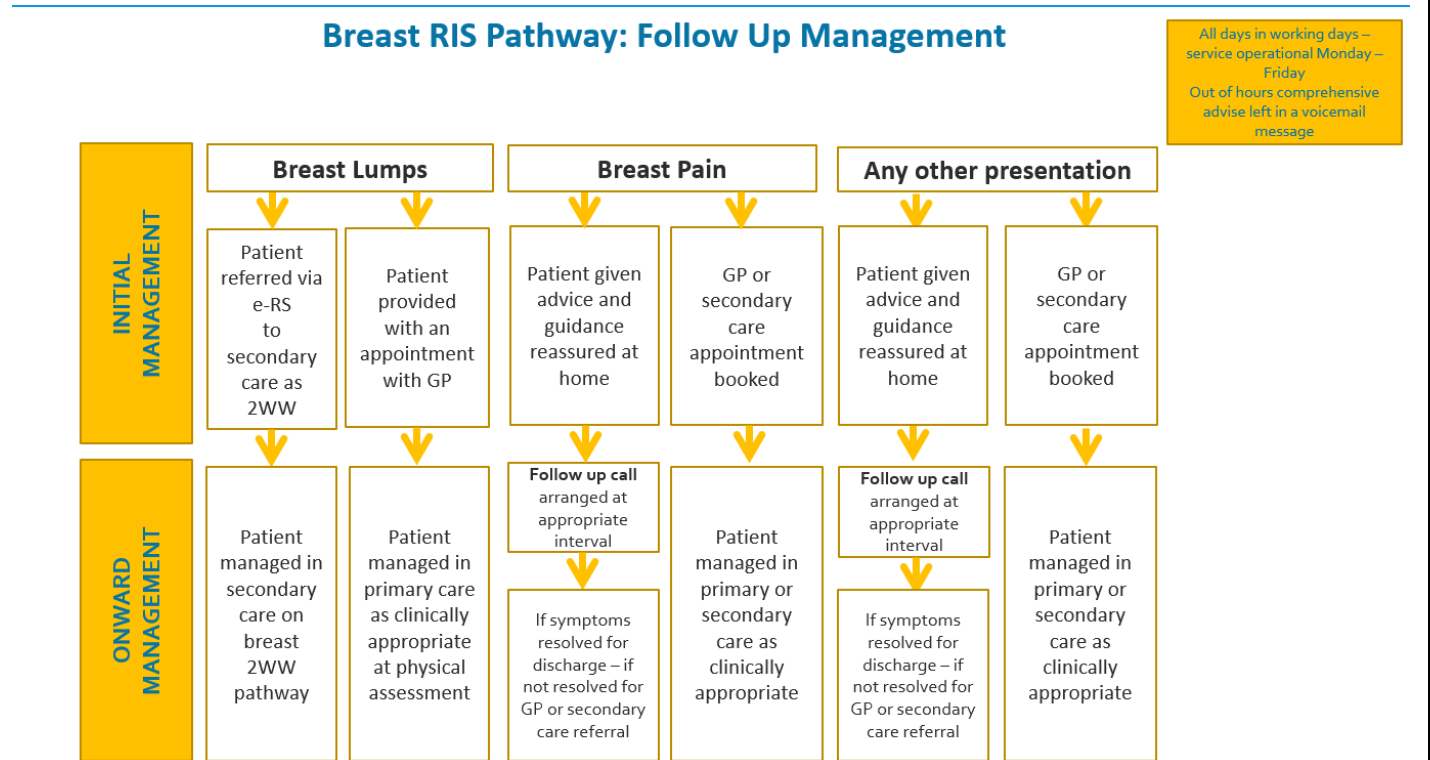 Breast RIS Pathway: Follow Up Management
All days in working days –
service operational Monday –
Friday
Out of hours comprehensive
advise left in a voicemail
message
Breast Lumps
Breast Pain
Any other presentation
INITIAL
MANAGEMENT
Patient
referred via
e-RS
to
secondary
care as
2WW
Patient
provided
with an
appointment
with GP
Patient given
advice and
guidance
reassured at
home
GP or
secondary
care
appointment
booked
Patient given
advice and
guidance
reassured at
home
GP or
secondary
care
appointment
booked
ONWARD
MANAGEMENT
Patient
managed in
secondary
care on
breast
2WW
pathway
Patient
managed in
primary care
as clinically
appropriate
at physical
assessment
Follow up call
arranged at
appropriate
interval
If symptoms
resolved for
discharge – if
not resolved for
GP or secondary
care referral
Patient
managed in
primary or
secondary
care as
clinically
appropriate
Follow up call
arranged at
appropriate
interval
If symptoms
resolved for
discharge – if
not resolved for
GP or secondary
care referral
Patient
managed in
primary or
secondary
care as
clinically
appropriate